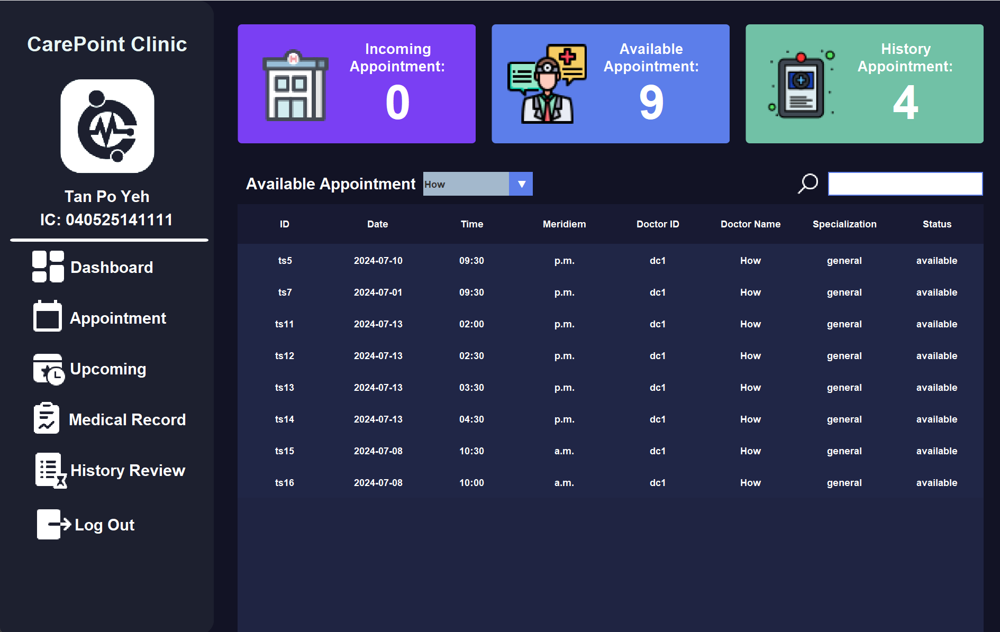 CarePoint Clinic
Tan Po Yeh
IC: 040525141111
Dashboard
Appointment
Upcoming
Medical Record
History Review
Log Out
Incoming
Appointment:
0
Available
Appointment:
9
History
Appointment:
4
Available Appointment How ▼
ID Date Time Meridiem Doctor ID Doctor Name Specialization Status
ts5 2024-07-10 09:30 p.m. dc1 How general available
ts7 2024-07-01 09:30 p.m. dc1 How general available
ts11 2024-07-13 02:00 p.m. dc1 How general available
ts12 2024-07-13 02:30 p.m. dc1 How general available
ts13 2024-07-13 03:30 p.m. dc1 How general available
ts14 2024-07-13 04:30 p.m. dc1 How general available
ts15 2024-07-08 10:30 a.m. dc1 How general available
ts16 2024-07-08 10:00 a.m. dc1 How general available